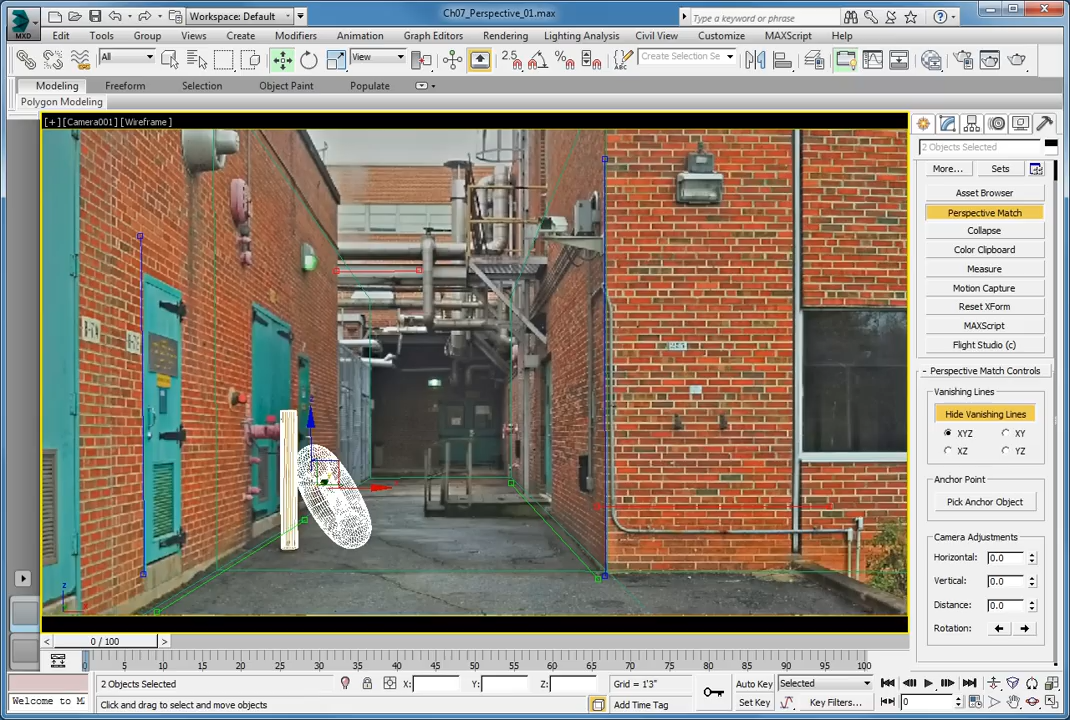 Workspace: Default
Ch07_Perspective_01.max
Type a keyword or phrase
MXD
Edit Tools Group Views Create Modifiers Animation Graph Editors Rendering Lighting Analysis Civil View Customize MAXScript Help
All View 2.5 Create Selection Se
Modeling Freeform Selection Object Paint Populate
Polygon Modeling
[+] [Camera001] [Wireframe]
2 Objects Selected
More... Sets
Asset Browser
Perspective Match
Collapse
Color Clipboard
Measure
Motion Capture
Reset XForm
MAXScript
Flight Studio (c)
- Perspective Match Controls
Vanishing Lines
Hide Vanishing Lines
XYZ XY
XZ YZ
Anchor Point
Pick Anchor Object
Camera Adjustments
Horizontal: 0.0
Vertical: 0.0
Distance: 0.0
Rotation:
z
< 0 / 100 >
0 5 10 15 20 25 30 35 40 45 50 55 60 65 70 75 80 85 90 95 100
2 Objects Selected X: Y: Z: Grid = 1'3" Auto Key Selected
Welcome to M Click and drag to select and move objects Add Time Tag Set Key Key Filters... 0